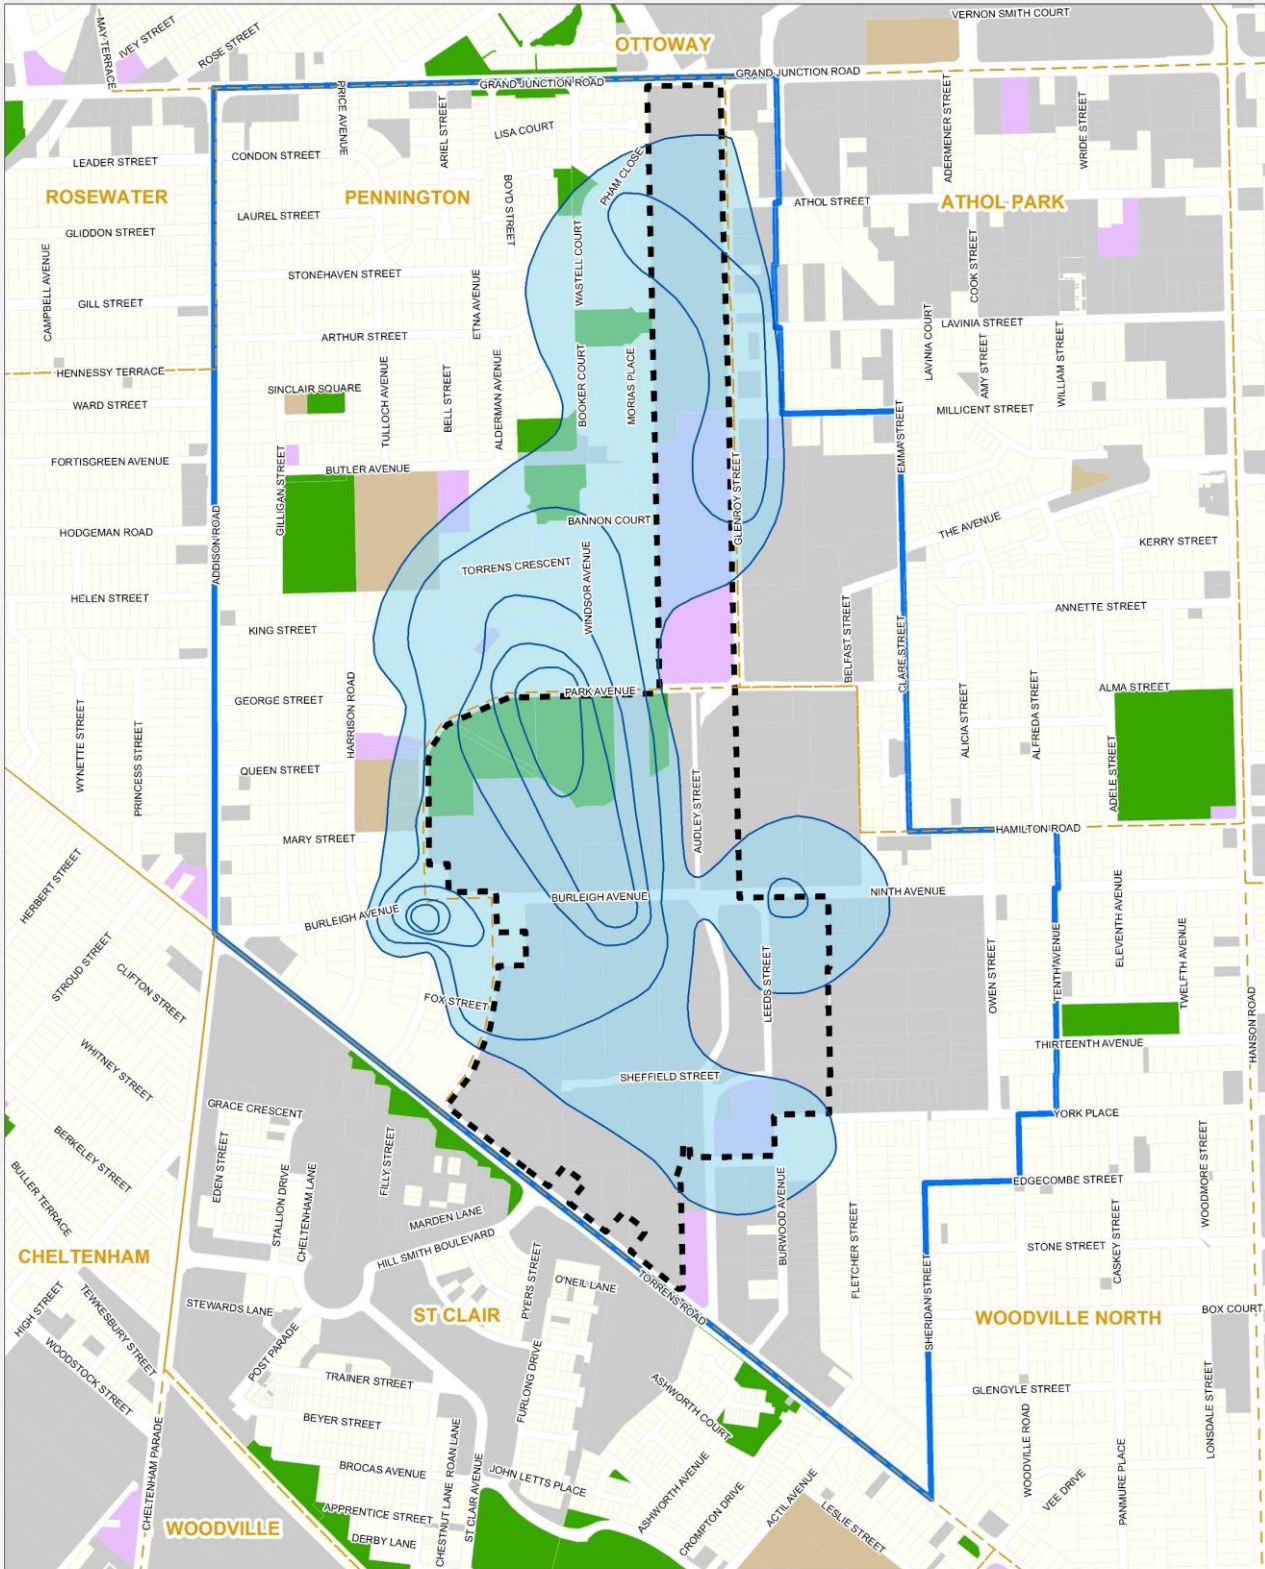 VERNON SMITH COURT
MAY TERRACE
IVEY STREET
ROSE STREET
OTTOWAY
GRAND JUNCTION ROAD
GRAND JUNCTION ROAD
PRICE AVENUE
ARIEL STREET
LISA COURT
ADERMENER STREET
WRIDE STREET
LEADER STREET
CONDON STREET
PHAM CLOSE
BOYD STREET
ROSEWATER
PENNINGTON
ATHOL STREET
ATHOL PARK
LAUREL STREET
GLIDDON STREET
WASTELL COURT
COOK STREET
CAMPBELL AVENUE
STONEHAVEN STREET
ETNA AVENUE
GILL STREET
LAVINIA STREET
ARTHUR STREET
LAVINIA COURT
AMY STREET
WILLIAM STREET
HENNESSY TERRACE
SINCLAIR SQUARE
TULLOCH AVENUE
BELL STREET
ALDERMAN AVENUE
BOOKER COURT
MORIAS PLACE
WARD STREET
MILLICENT STREET
EMMA STREET
FORTISGREEN AVENUE
GILLIGAN STREET
BUTLER AVENUE
GLENROY STREET
HODGEMAN ROAD
ADDISON ROAD
BANNON COURT
THE AVENUE
KERRY STREET
TORRENS CRESCENT
WINDSOR AVENUE
HELEN STREET
BELFAST STREET
CLARE STREET
ANNETTE STREET
KING STREET
PARK AVENUE
ALMA STREET
GEORGE STREET
HARRISON ROAD
WYNETTE STREET
PRINCESS STREET
ALICIA STREET
ALFREDA STREET
ADELE STREET
QUEEN STREET
AUDLEY STREET
MARY STREET
HAMILTON ROAD
HERBERT STREET
BURLEIGH AVENUE
BURLEIGH AVENUE
NINTH AVENUE
ELEVENTH AVENUE
TENTH AVENUE
TWELFTH AVENUE
STROUD STREET
CLIFTON STREET
LEEDS STREET
OWEN STREET
FOX STREET
HANSON ROAD
THIRTEENTH AVENUE
WHITNEY STREET
SHEFFIELD STREET
GRACE CRESCENT
YORK PLACE
BERKELEY STREET
EDEN STREET
STALLION DRIVE
CHELTENHAM LANE
FILLY STREET
BULLER TERRACE
EDGECOMBE STREET
WOODMORE STREET
MARDEN LANE
BURWOOD AVENUE
FLETCHER STREET
HILL SMITH BOULEVARD
STONE STREET
CASKEY STREET
CHELTENHAM
PYERS STREET
O'NEIL LANE
TORRENS ROAD
SHERIDAN STREET
HIGH STREET
TEWKESBURY STREET
STEWARDS LANE
ST CLAIR
WOODVILLE NORTH
BOX COURT
POST PARADE
WOODSTOCK STREET
TRAINER STREET
FURLONG DRIVE
ASHWORTH COURT
GLENGYLE STREET
LONSDALE STREET
BEYER STREET
WOODVILLE ROAD
CHELTENHAM PARADE
ROAN LANE
BROCAS AVENUE
ST CLAIR AVENUE
JOHN LETTS PLACE
ASHWORTH AVENUE
CROMPTON DRIVE
ACTIL AVENUE
VEE DRIVE
PANMURE PLACE
APPRENTICE STREET
CHESTNUT LANE
LESLIE STREET
WOODVILLE
DERBY LANE